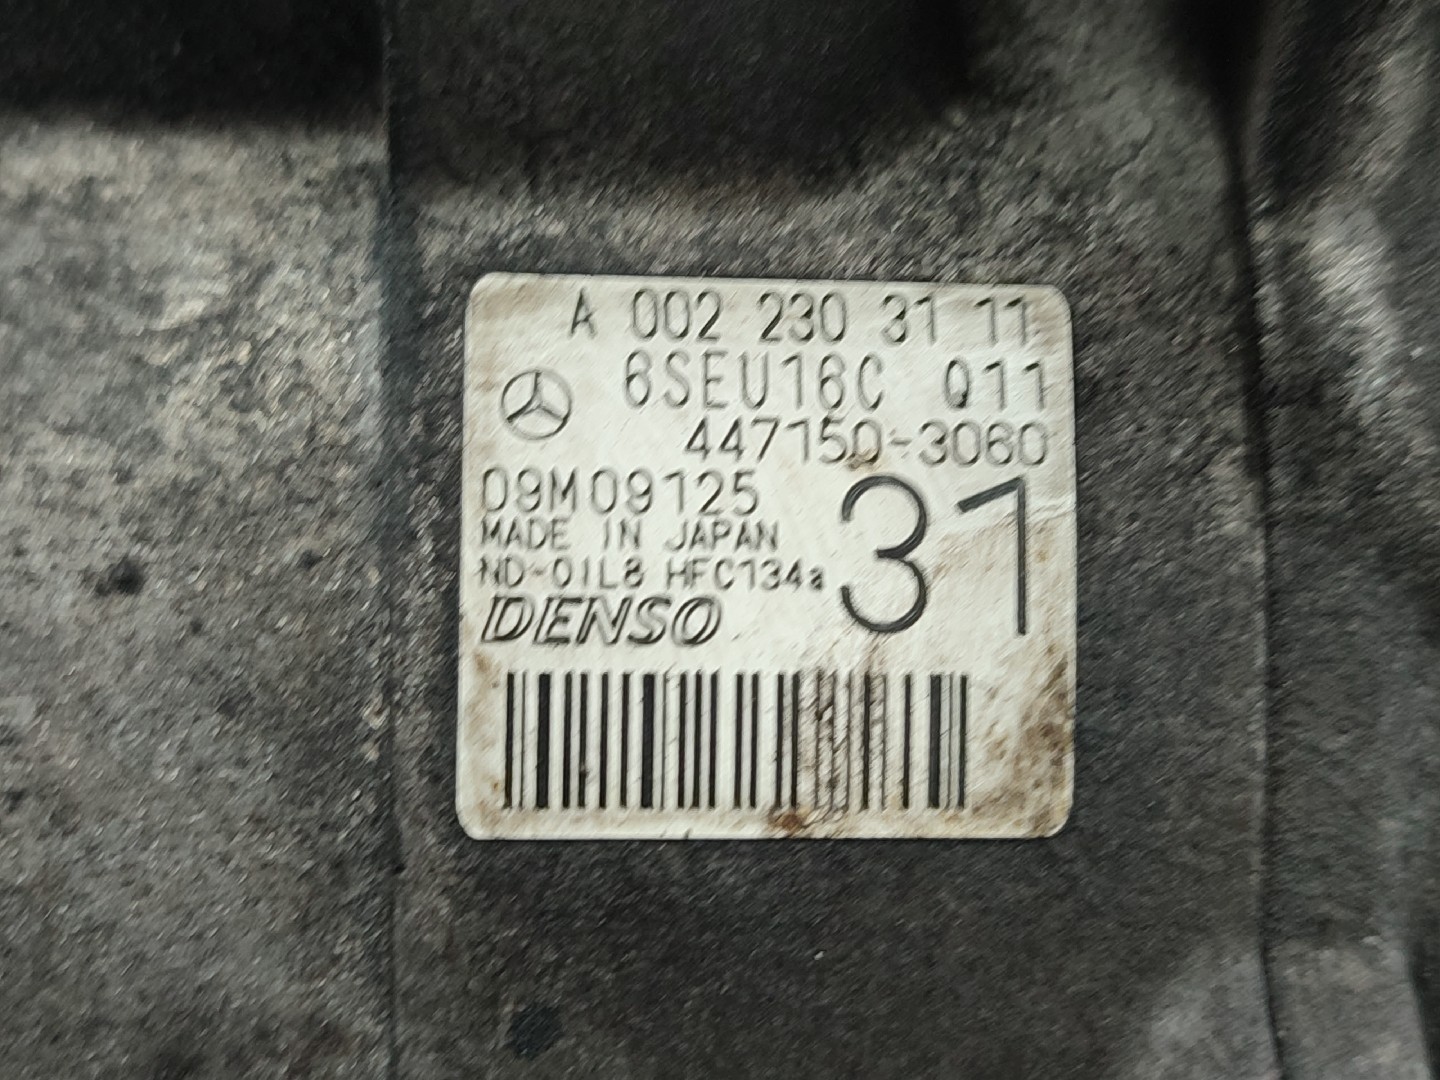 A 002 230 31 11
6SEU16C Q11
447150-3060
09M09125
31
MADE IN JAPAN
ND-OIL8 HFC134a
DENSO